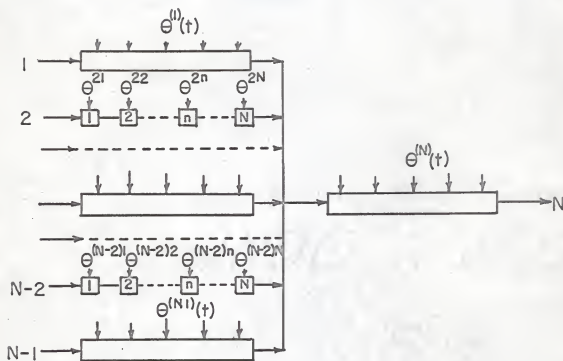 θ^(1)(t)
1
θ^21 θ^22 θ^2n θ^2N
2 1 2 n N
θ^(N)(t)
N
θ^(N-2)1 θ^(N-2)2 θ^(N-2)n θ^(N-2)N
N-2 1 2 n N
θ^(N1)(t)
N-1